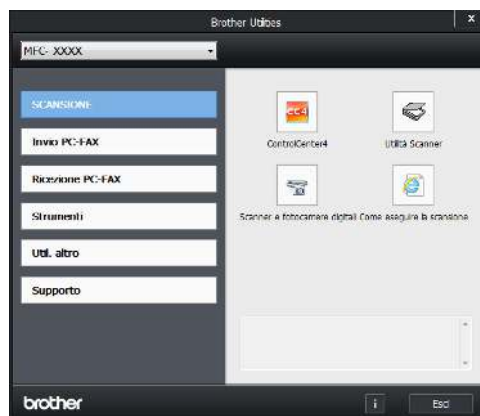 Brother Utilities
x
MFC- XXXX
SCANSIONE
Invio PC-FAX
Ricezione PC-FAX
Strumenti
Util. altro
Supporto
CC4
ControlCenter4
Utilità Scanner
Scanner e fotocamere digitali
Come eseguire la scansione
brother
i
Esci